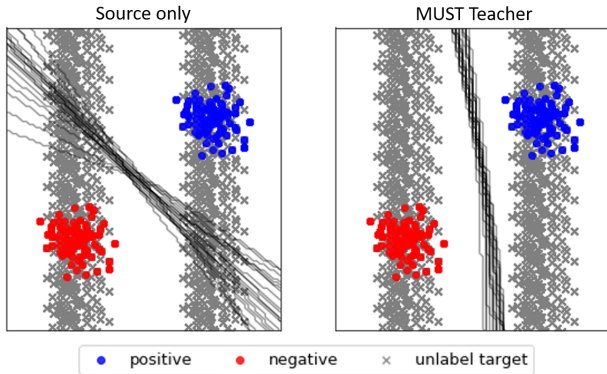 Source only
MUST Teacher
positive
negative
unlabel target